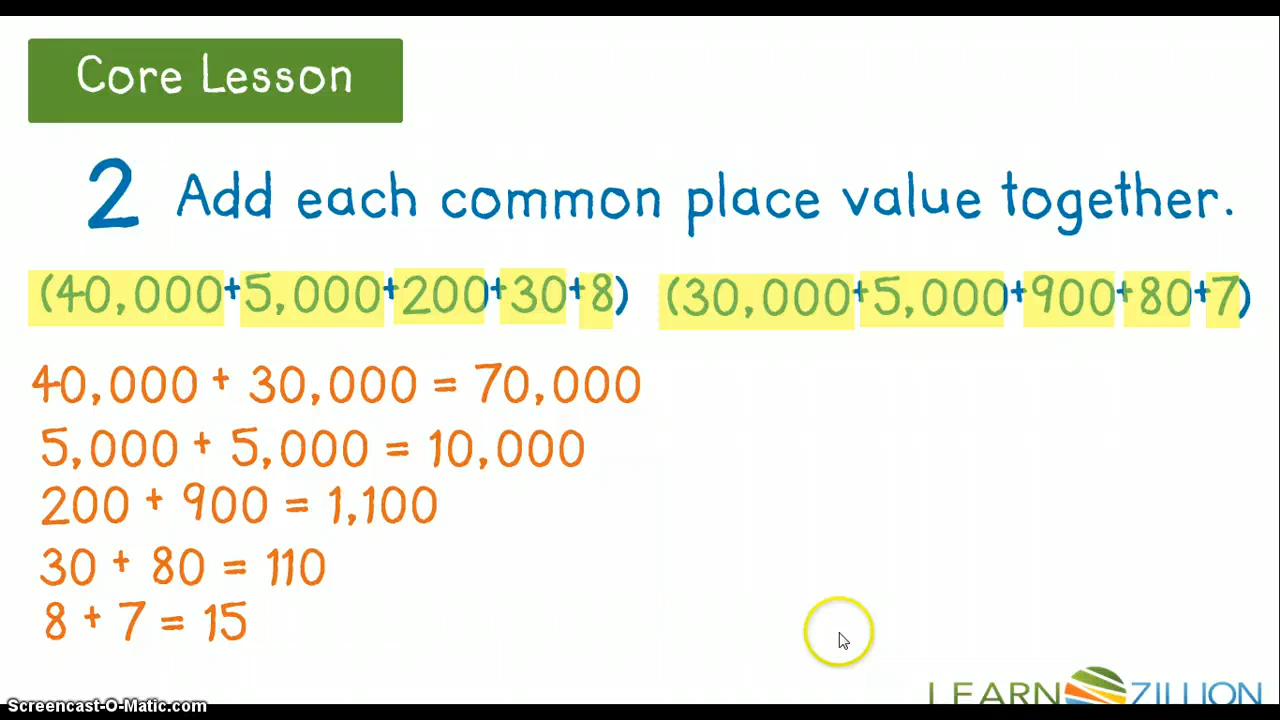 Core Lesson
2 Add each common place value together.
(40,000+5,000+200+30+8) (30,000+5,000+900+80+7)
40,000 + 30,000 = 70,000
5,000 + 5,000 = 10,000
200 + 900 = 1,100
30 + 80 = 110
8 + 7 = 15
LEARN ZILLION
Screencast-O-Matic.com